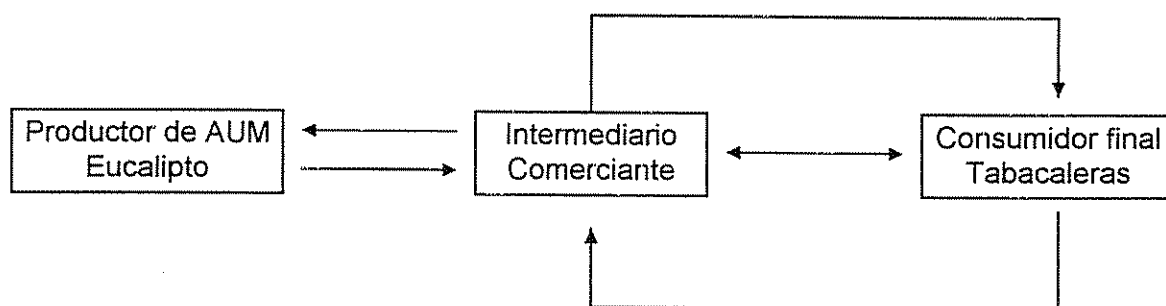 Productor de AUM
Eucalipto
Intermediario
Comerciante
Consumidor final
Tabacaleras